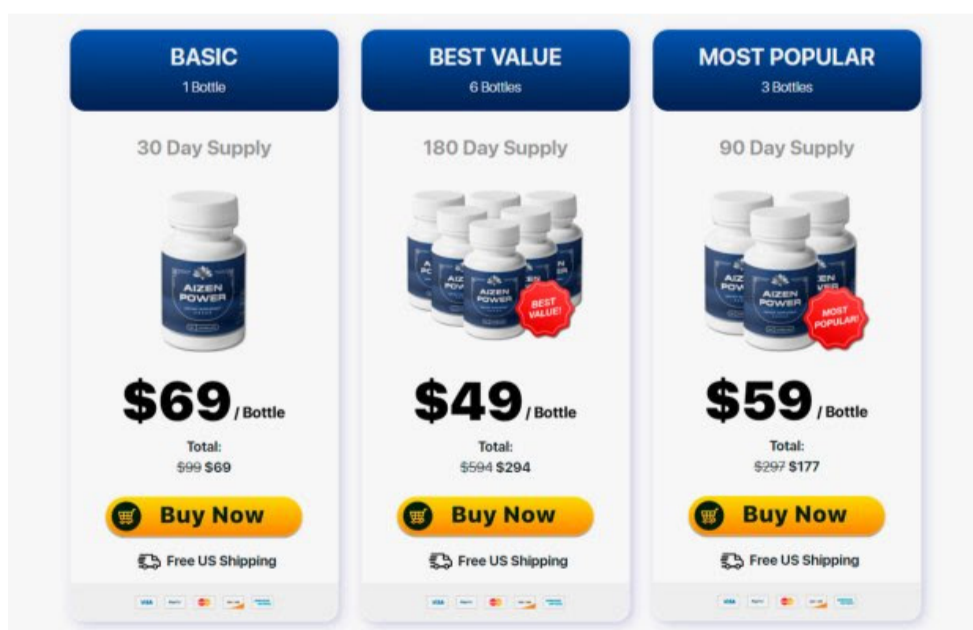 BASIC
1 Bottle
30 Day Supply
AIZEN
POWER
$69 / Bottle
Total:
$99 $69
Buy Now
Free US Shipping
VISA
BEST VALUE
6 Bottles
180 Day Supply
AIZEN
POWER
BEST
VALUE!
$49 / Bottle
Total:
$594 $294
Buy Now
Free US Shipping
VISA
MOST POPULAR
3 Bottles
90 Day Supply
AIZEN
POWER
MOST
POPULAR!
$59 / Bottle
Total:
$297 $177
Buy Now
Free US Shipping
VISA